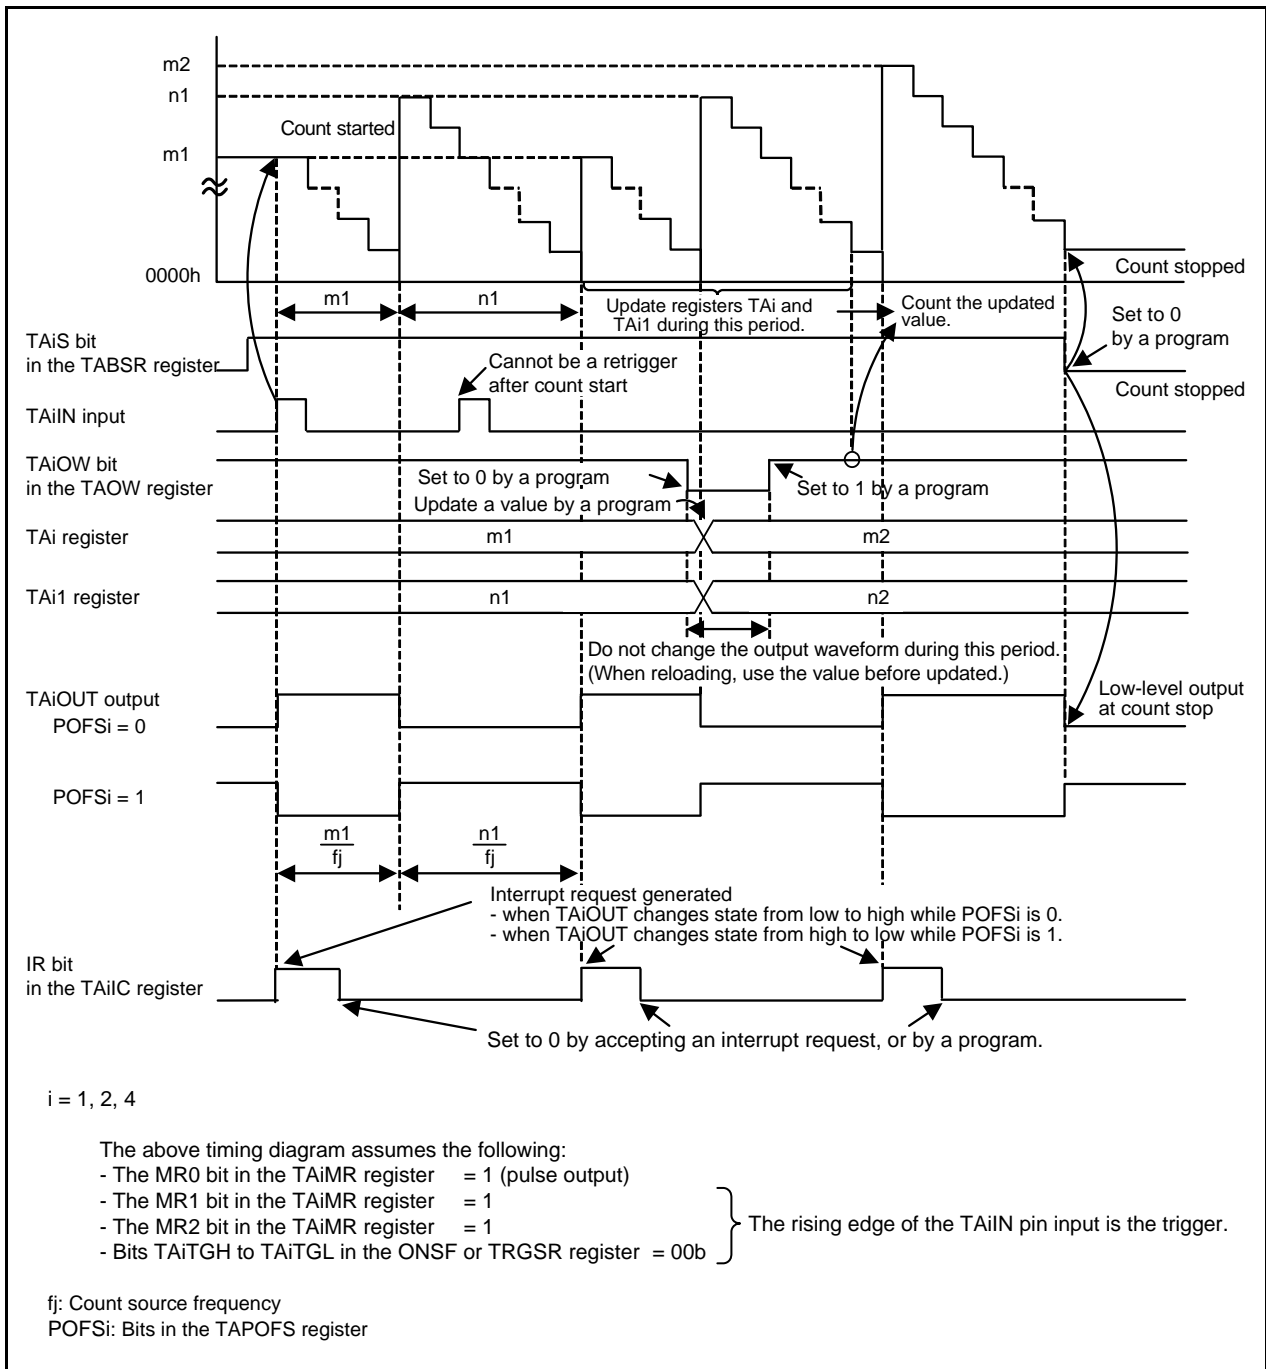 m2
n1
Count started
m1
0000h
Count stopped
m1
n1
Update registers TAi and
TAi1 during this period.
Count the updated
value.
Set to 0
by a program
TAiS bit
in the TABSR register
Cannot be a retrigger
after count start
Count stopped
TAiIN input
TAiOW bit
in the TAOW register
Set to 0 by a program
Set to 1 by a program
Update a value by a program
TAi register
m1
m2
TAi1 register
n1
n2
Do not change the output waveform during this period.
(When reloading, use the value before updated.)
TAiOUT output
POFSi = 0
Low-level output
at count stop
POFSi = 1
m1
fj
n1
fj
Interrupt request generated
- when TAiOUT changes state from low to high while POFSi is 0.
- when TAiOUT changes state from high to low while POFSi is 1.
IR bit
in the TAiIC register
Set to 0 by accepting an interrupt request, or by a program.
i = 1, 2, 4
The above timing diagram assumes the following:
- The MR0 bit in the TAiMR register = 1 (pulse output)
- The MR1 bit in the TAiMR register = 1
- The MR2 bit in the TAiMR register = 1
- Bits TAiTGH to TAiTGL in the ONSF or TRGSR register = 00b
The rising edge of the TAiIN pin input is the trigger.
fj: Count source frequency
POFSi: Bits in the TAPOFS register